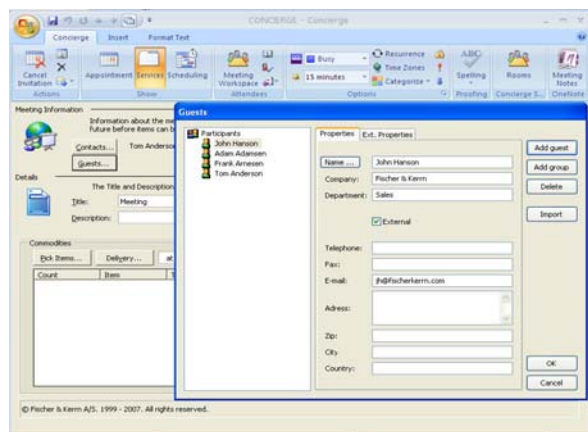 CONCIERGE - Concierge
Concierge Insert Format Text
Cancel Invitation
Appointment Services Scheduling
Meeting Workspace
Busy
15 minutes
Recurrence
Time Zones
Categorize
Spelling
Rooms
Meeting Notes
Actions Show Attendees Options Proofing Concierge S... OneNote
Meeting Information
Information about the me
future before items can b
Contacts... Tom Anderso
Guests...
Details
The Title and Description
Title: Meeting
Description:
Commodities
Pick Items... Delivery... at
Count Item T
© Fischer & Kerrn A/S. 1999 - 2007. All rights reserved.
Guests
Participants
John Hanson
Adam Adamsen
Frank Arnesen
Tom Anderson
Properties Ext. Properties
Name ... John Hanson
Company: Fischer & Kerrn
Department: Sales
External
Telephone:
Fax:
E-mail: jh@fischerkerrn.com
Adress:
Zip:
City
Country:
Add guest
Add group
Delete
Import
OK
Cancel